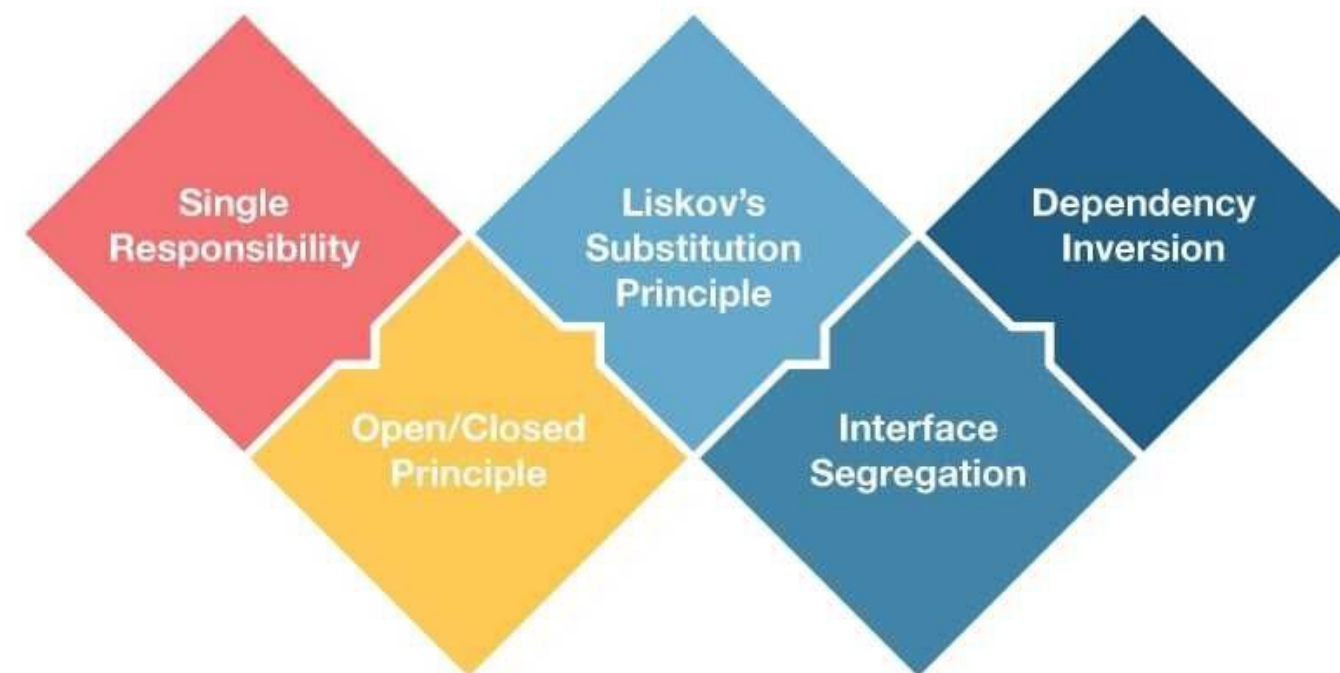 Single
Responsibility
Open/Closed
Principle
Liskov’s
Substitution
Principle
Interface
Segregation
Dependency
Inversion